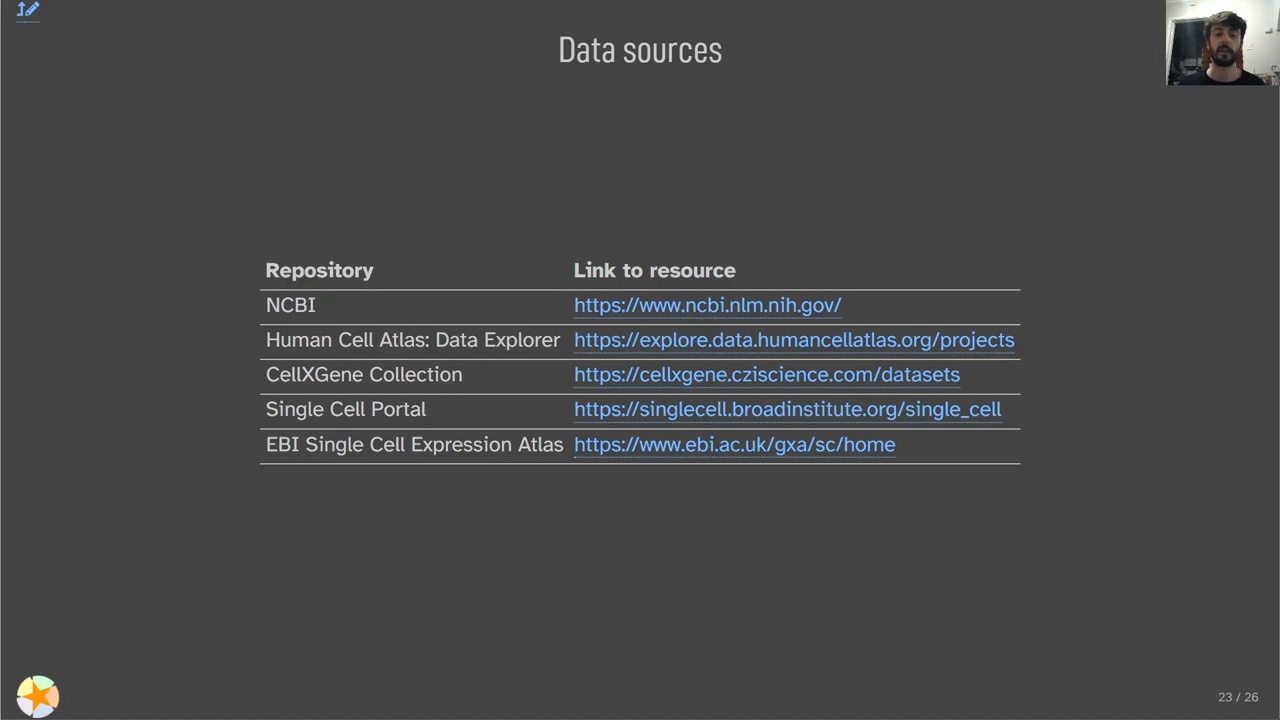 Data sources
Repository Link to resource
NCBI https://www.ncbi.nlm.nih.gov/
Human Cell Atlas: Data Explorer https://explore.data.humancellatlas.org/projects
CellXGene Collection https://cellxgene.cziscience.com/datasets
Single Cell Portal https://singlecell.broadinstitute.org/single_cell
EBI Single Cell Expression Atlas https://www.ebi.ac.uk/gxa/sc/home
23 / 26